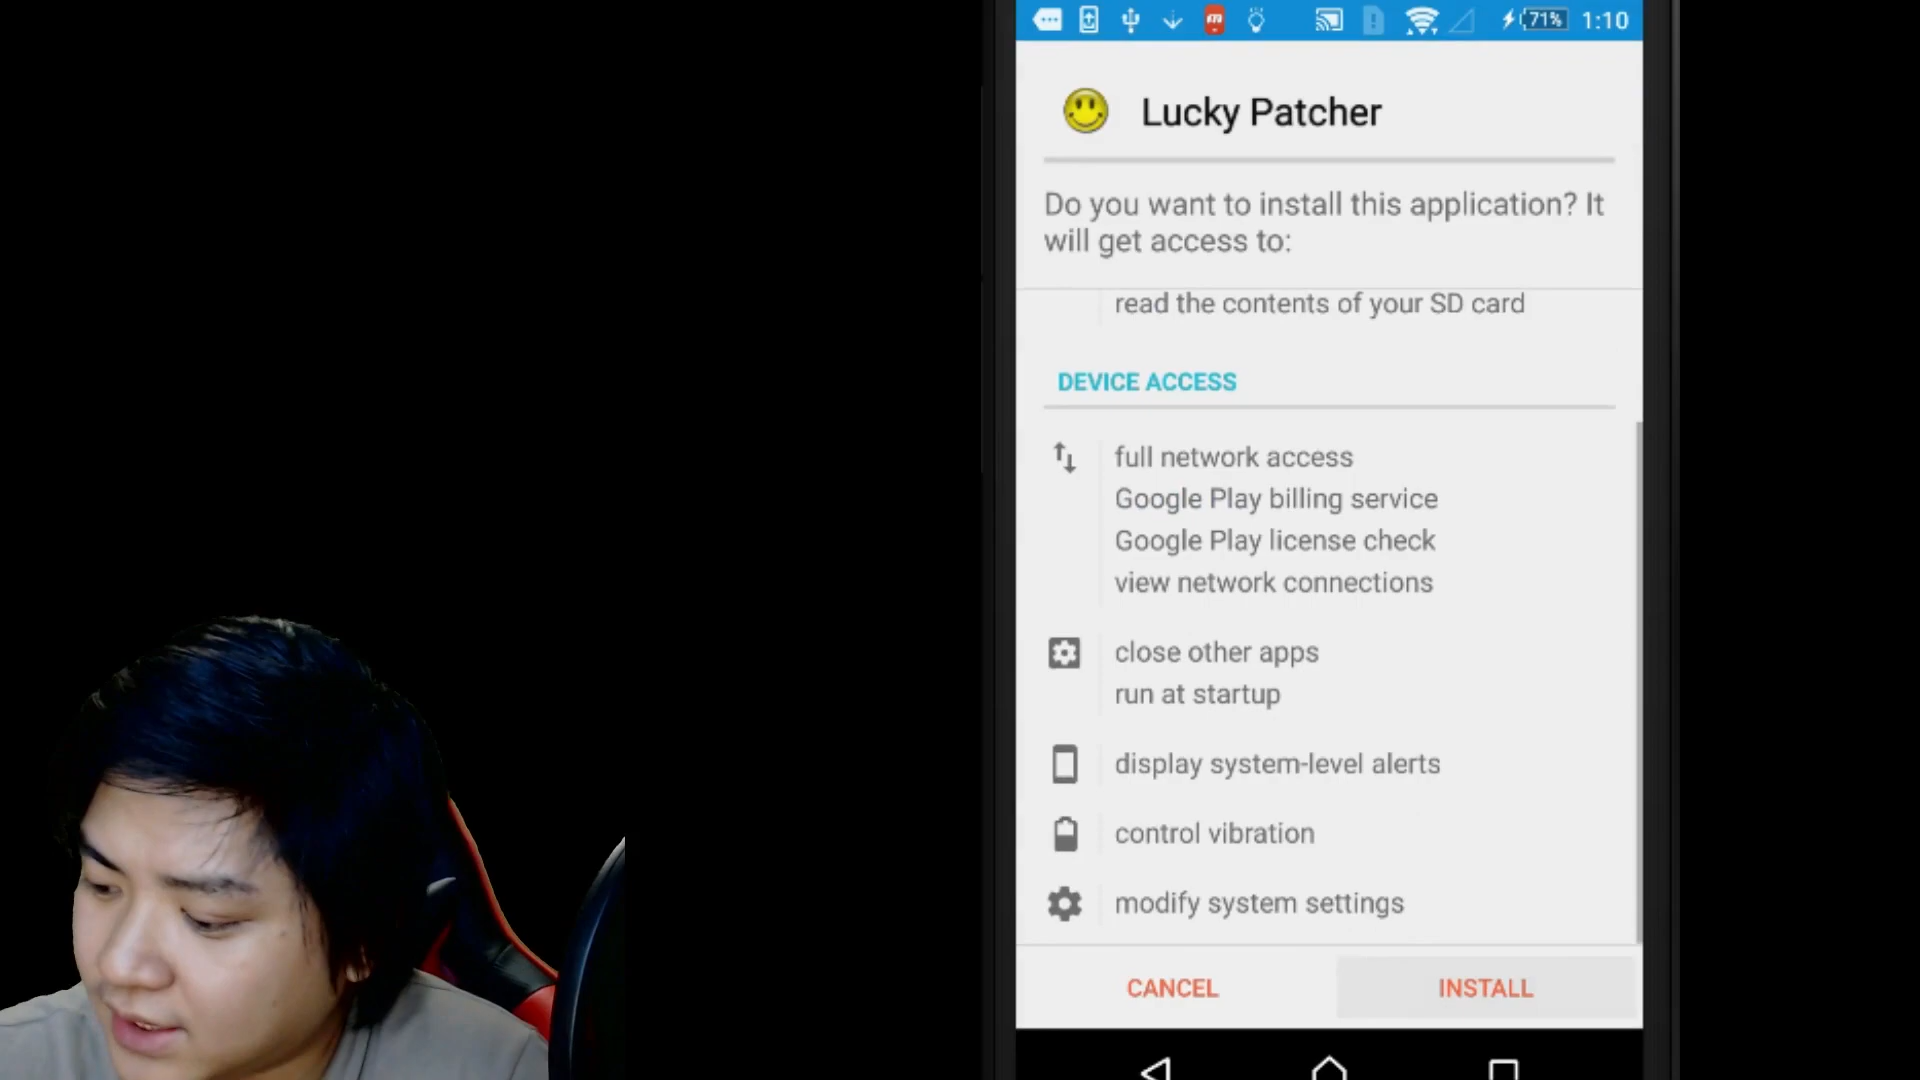 71% 1:10
Lucky Patcher
Do you want to install this application? It
will get access to:
read the contents of your SD card
DEVICE ACCESS
full network access
Google Play billing service
Google Play license check
view network connections
close other apps
run at startup
display system-level alerts
control vibration
modify system settings
CANCEL INSTALL